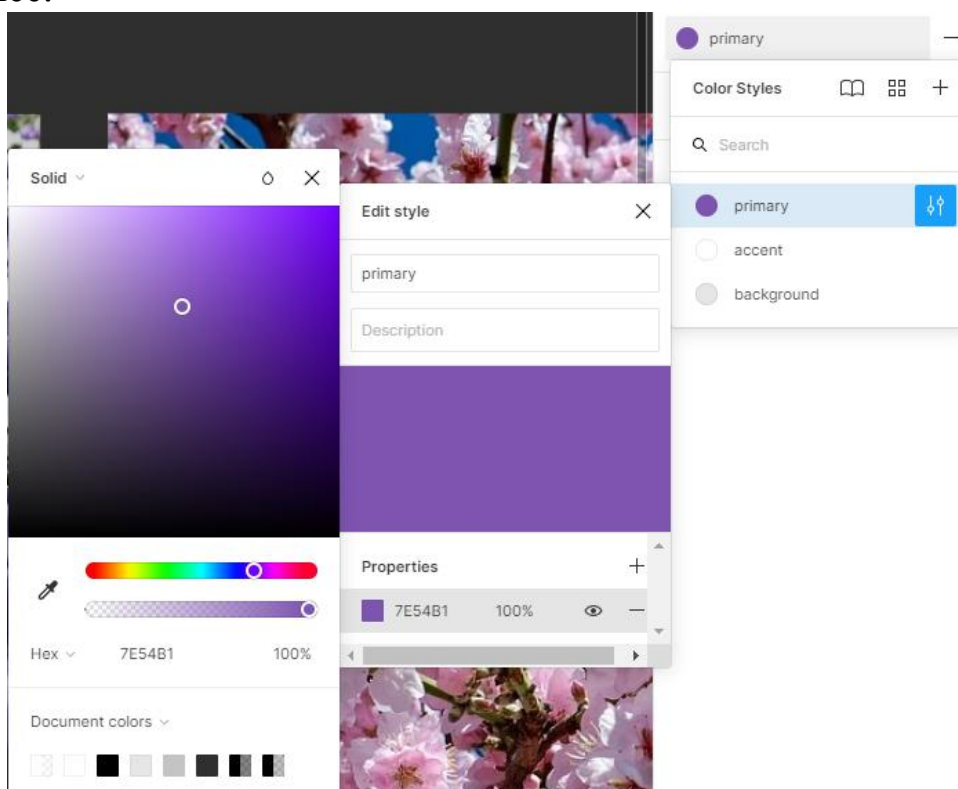 primary
Color Styles
Search
primary
accent
background
Solid
Edit style
primary
Description
Properties
7E54B1 100%
Hex 7E54B1 100%
Document colors